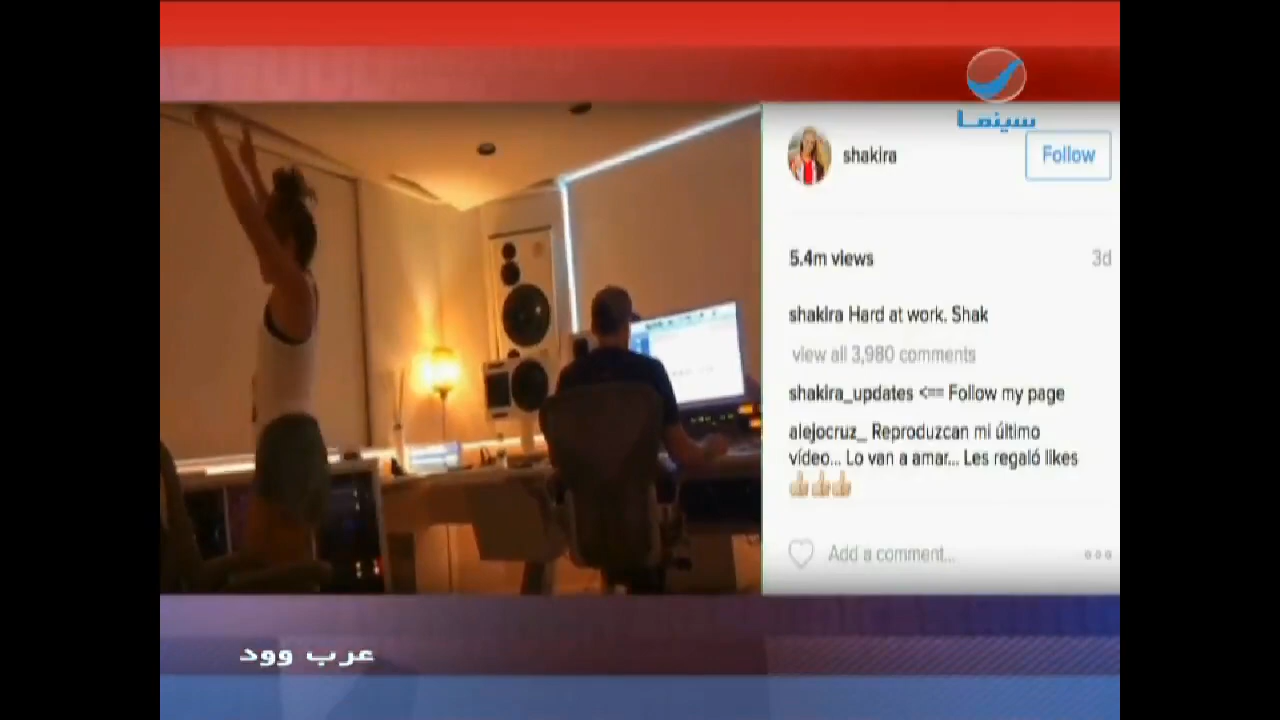 سينما
shakira
Follow
5.4m views
3d
shakira Hard at work. Shak
view all 3,980 comments
shakira_updates <== Follow my page
alejocruz_ Reproduzcan mi último
vídeo... Lo van a amar... Les regaló likes
👍🏼👍🏼👍🏼
Add a comment...
عرب وود